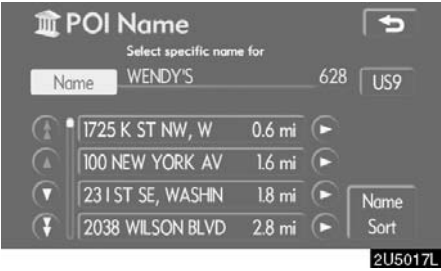 POI Name
Select specific name for
Name WENDY'S 628 US9
1725 K ST NW, W 0.6 mi
100 NEW YORK AV 1.6 mi
23 I ST SE, WASHIN 1.8 mi
2038 WILSON BLVD 2.8 mi
Name
Sort
2U5017L